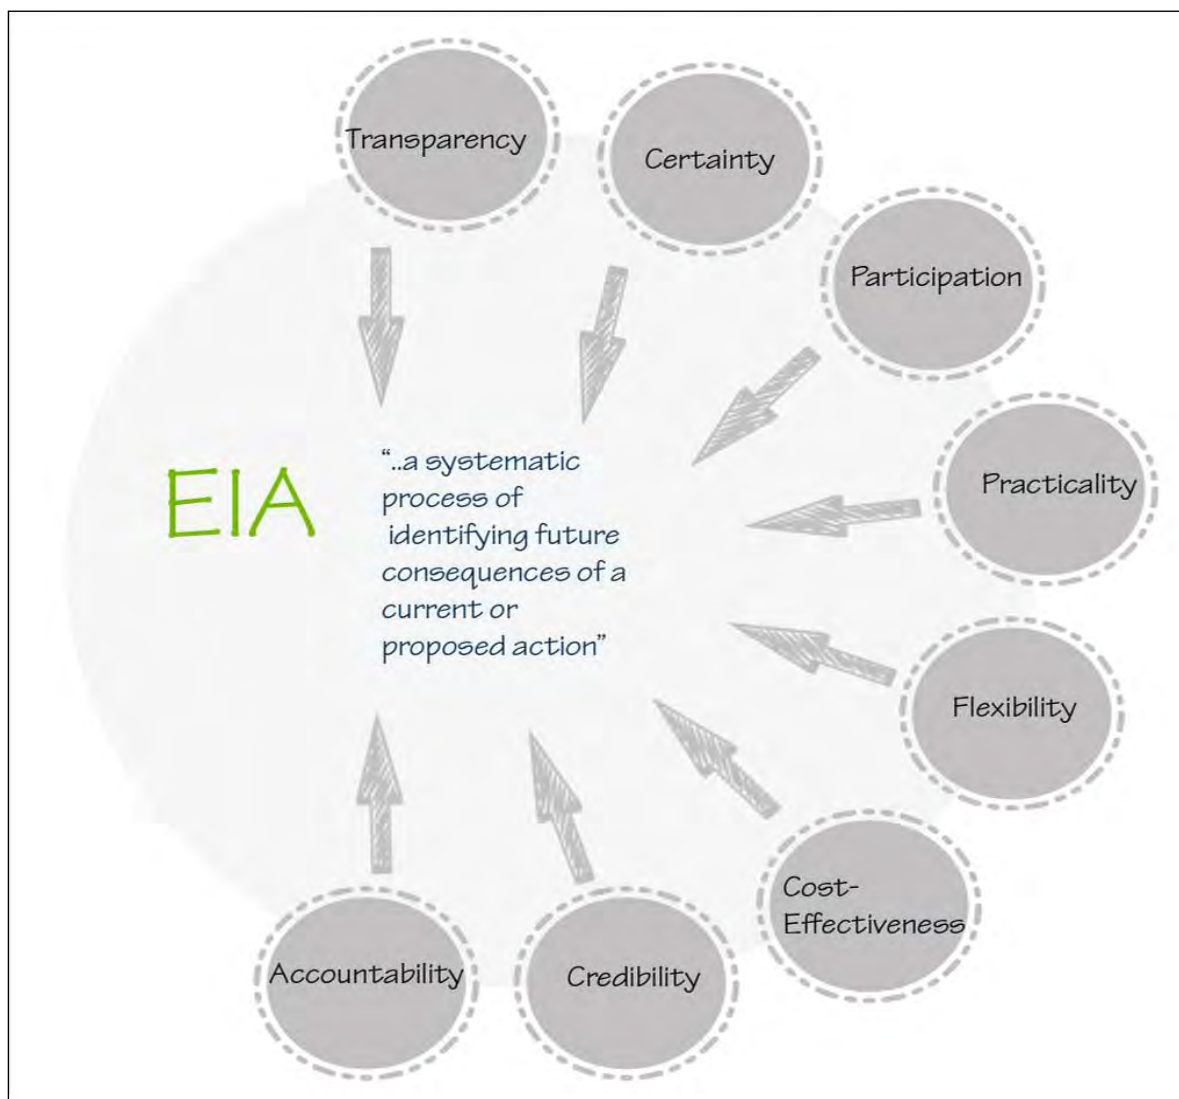 Transparency
Certainty
Participation
Practicality
Flexibility
Cost-
Effectiveness
Credibility
Accountability
EIA
“..a systematic
process of
identifying future
consequences of a
current or
proposed action”